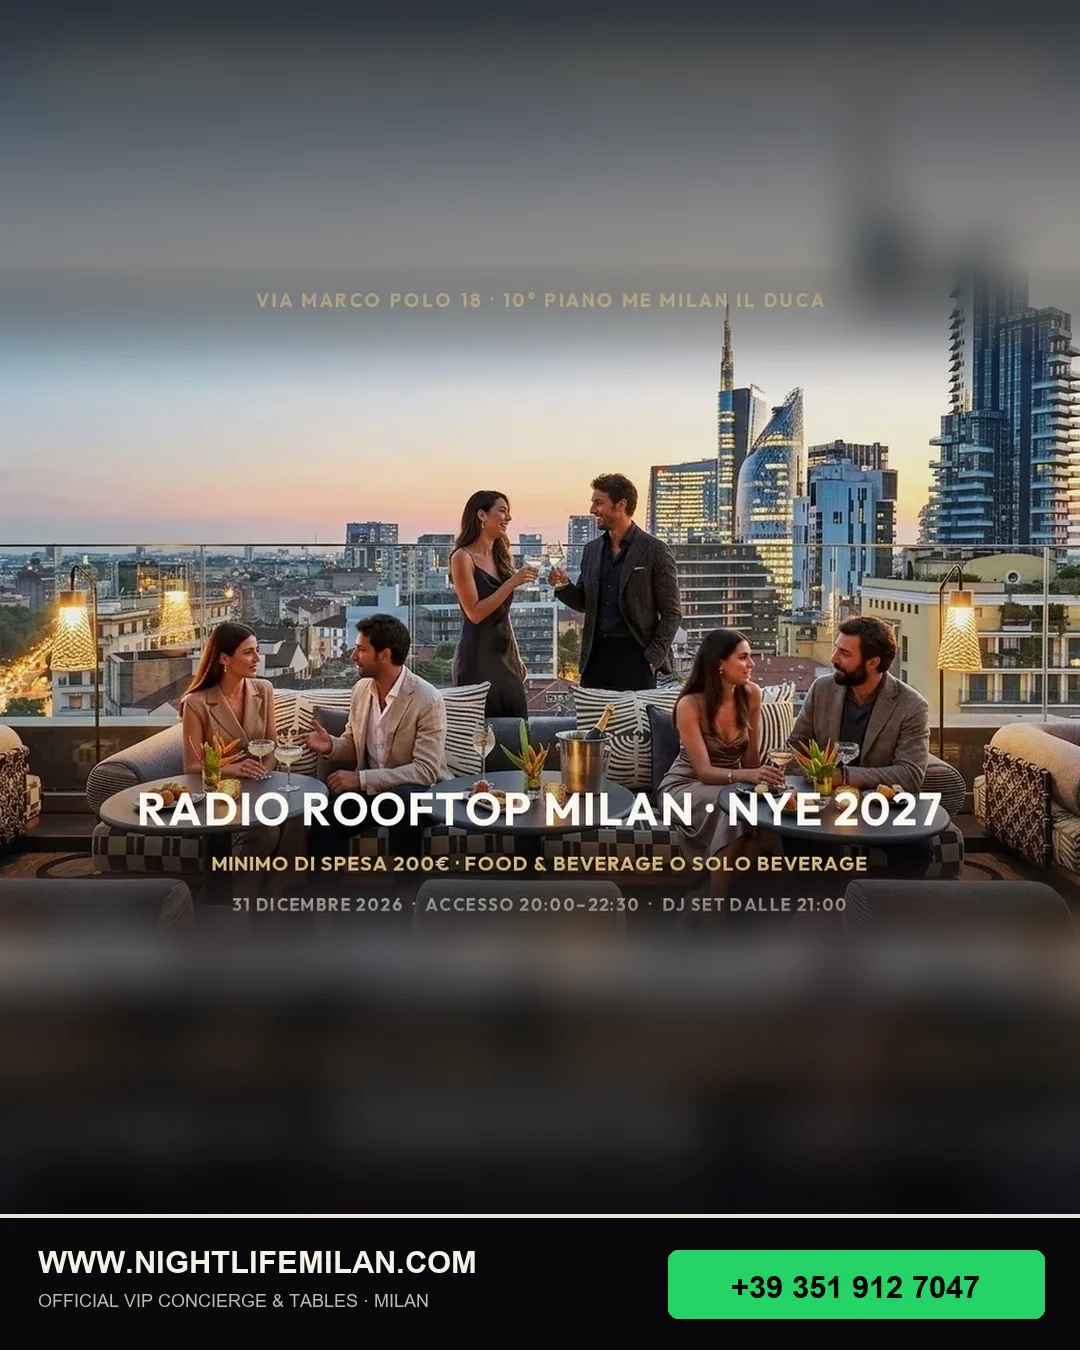 VIA MARCO POLO 18 · 10° PIANO ME MILAN IL DUCA
RADIO ROOFTOP MILAN · NYE 2027
MINIMO DI SPESA 200€ · FOOD & BEVERAGE O SOLO BEVERAGE
31 DICEMBRE 2026 · ACCESSO 20:00–22:30 · DJ SET DALLE 21:00
WWW.NIGHTLIFEMILAN.COM
OFFICIAL VIP CONCIERGE & TABLES · MILAN
+39 351 912 7047